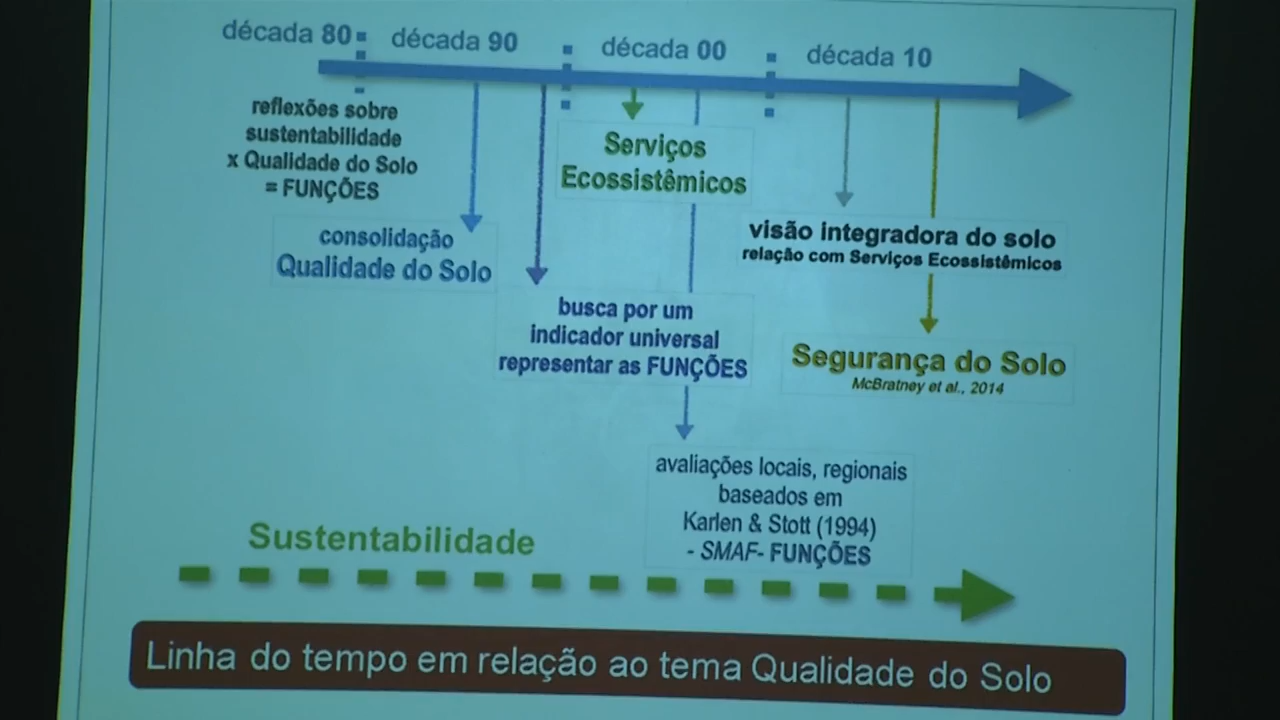 década 80
década 90
década 00
década 10
reflexões sobre
sustentabilidade
x Qualidade do Solo
= FUNÇÕES
consolidação
Qualidade do Solo
busca por um
indicador universal
representar as FUNÇÕES
Serviços
Ecossistêmicos
avaliações locais, regionais
baseados em
Karlen & Stott (1994)
- SMAF- FUNÇÕES
visão integradora do solo
relação com Serviços Ecossistêmicos
Segurança do Solo
McBratney et al., 2014
Sustentabilidade
Linha do tempo em relação ao tema Qualidade do Solo